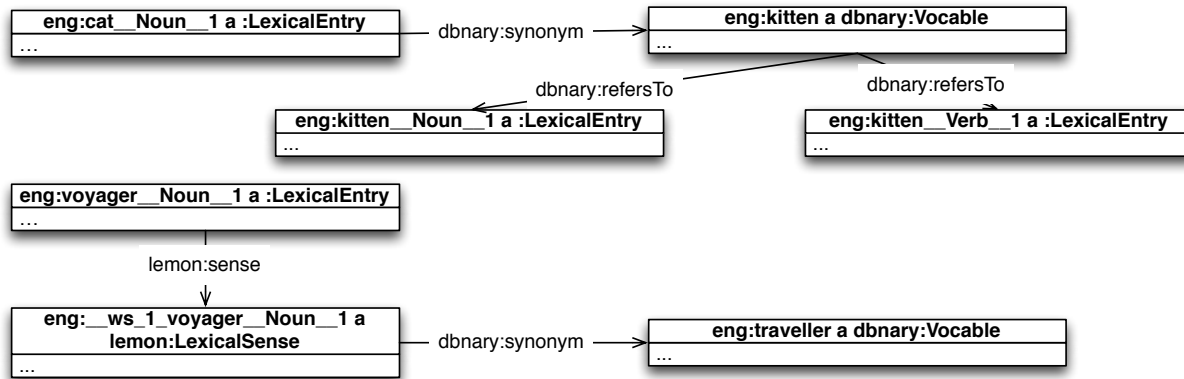 eng:cat__Noun__1 a :LexicalEntry
...
dbnary:synonym
eng:kitten a dbnary:Vocable
...
dbnary:refersTo
dbnary:refersTo
eng:kitten__Noun__1 a :LexicalEntry
...
eng:kitten__Verb__1 a :LexicalEntry
...
eng:voyager__Noun__1 a :LexicalEntry
...
lemon:sense
eng:__ws_1_voyager__Noun__1 a
lemon:LexicalSense
...
dbnary:synonym
eng:traveller a dbnary:Vocable
...